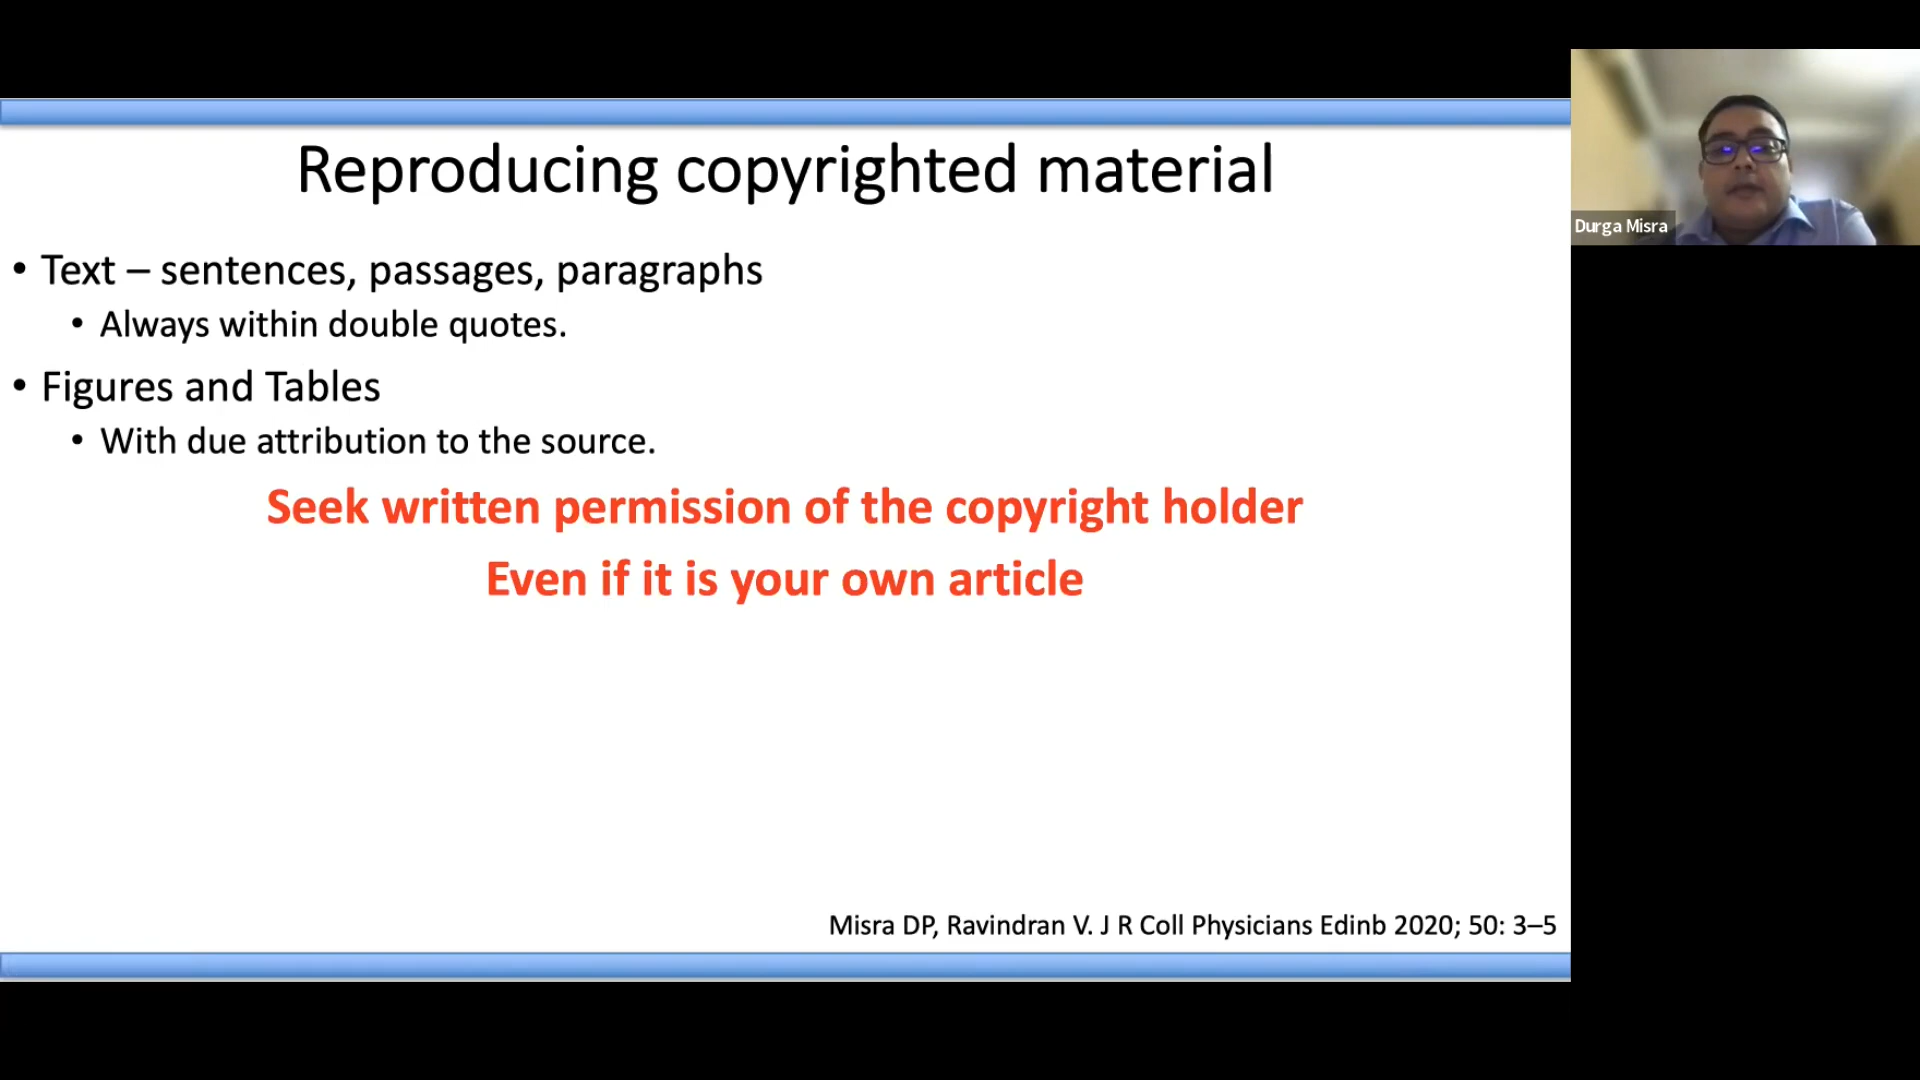 Reproducing copyrighted material
• Text – sentences, passages, paragraphs
• Always within double quotes.
• Figures and Tables
• With due attribution to the source.
Seek written permission of the copyright holder
Even if it is your own article
Misra DP, Ravindran V. J R Coll Physicians Edinb 2020; 50: 3–5
Durga Misra